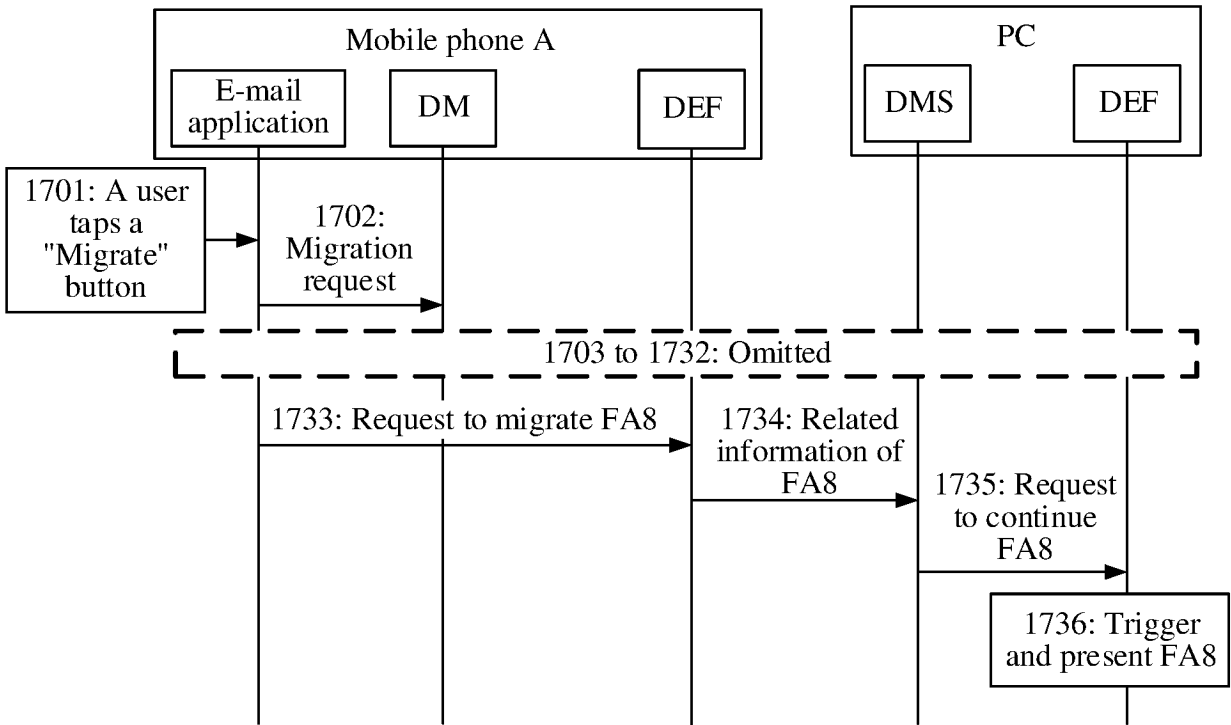 Mobile phone A
PC
E-mail
application
DM
DEF
DMS
DEF
1701: A user
taps a
"Migrate"
button
1702:
Migration
request
1703 to 1732: Omitted
1733: Request to migrate FA8
1734: Related
information of
FA8
1735: Request
to continue
FA8
1736: Trigger
and present FA8